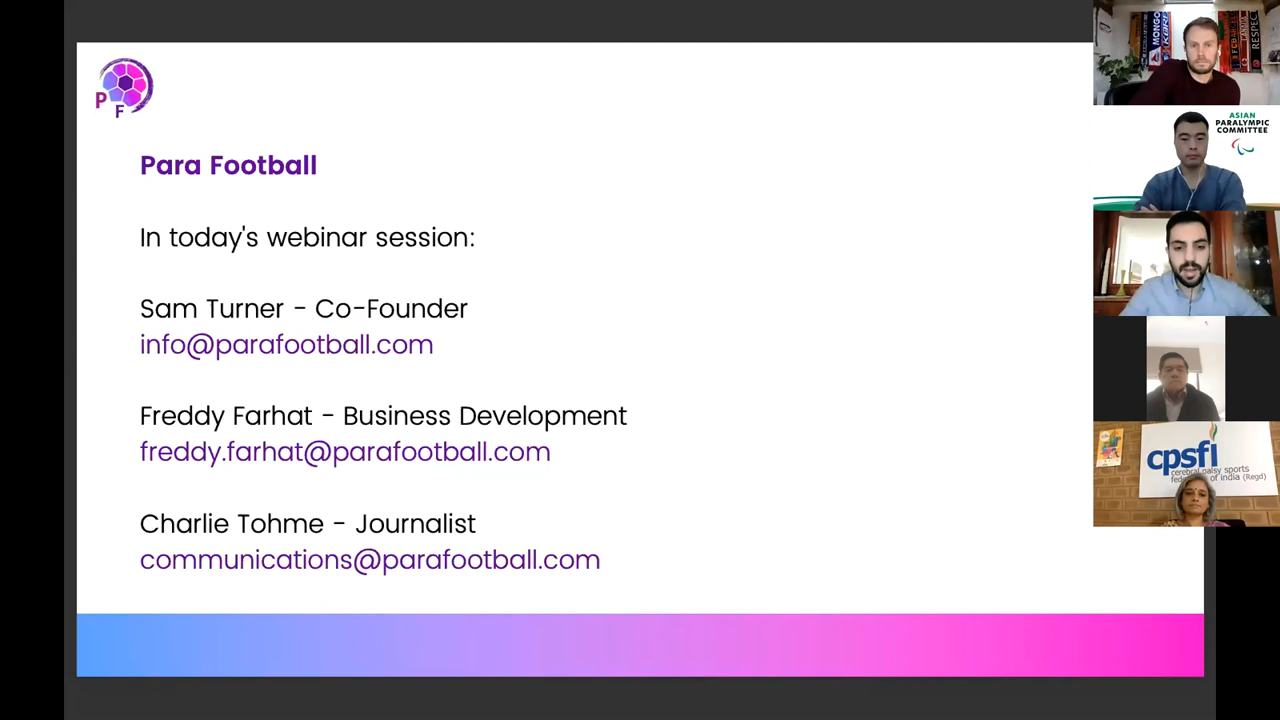 P
F
Para Football
In today's webinar session:
Sam Turner - Co-Founder
info@parafootball.com
Freddy Farhat - Business Development
freddy.farhat@parafootball.com
Charlie Tohme - Journalist
communications@parafootball.com
MONGO
RESPEC
ASIAN
PARALYMPIC
COMMITTEE
cpsfi
cerebral palsy sports
federation of india (Regd)